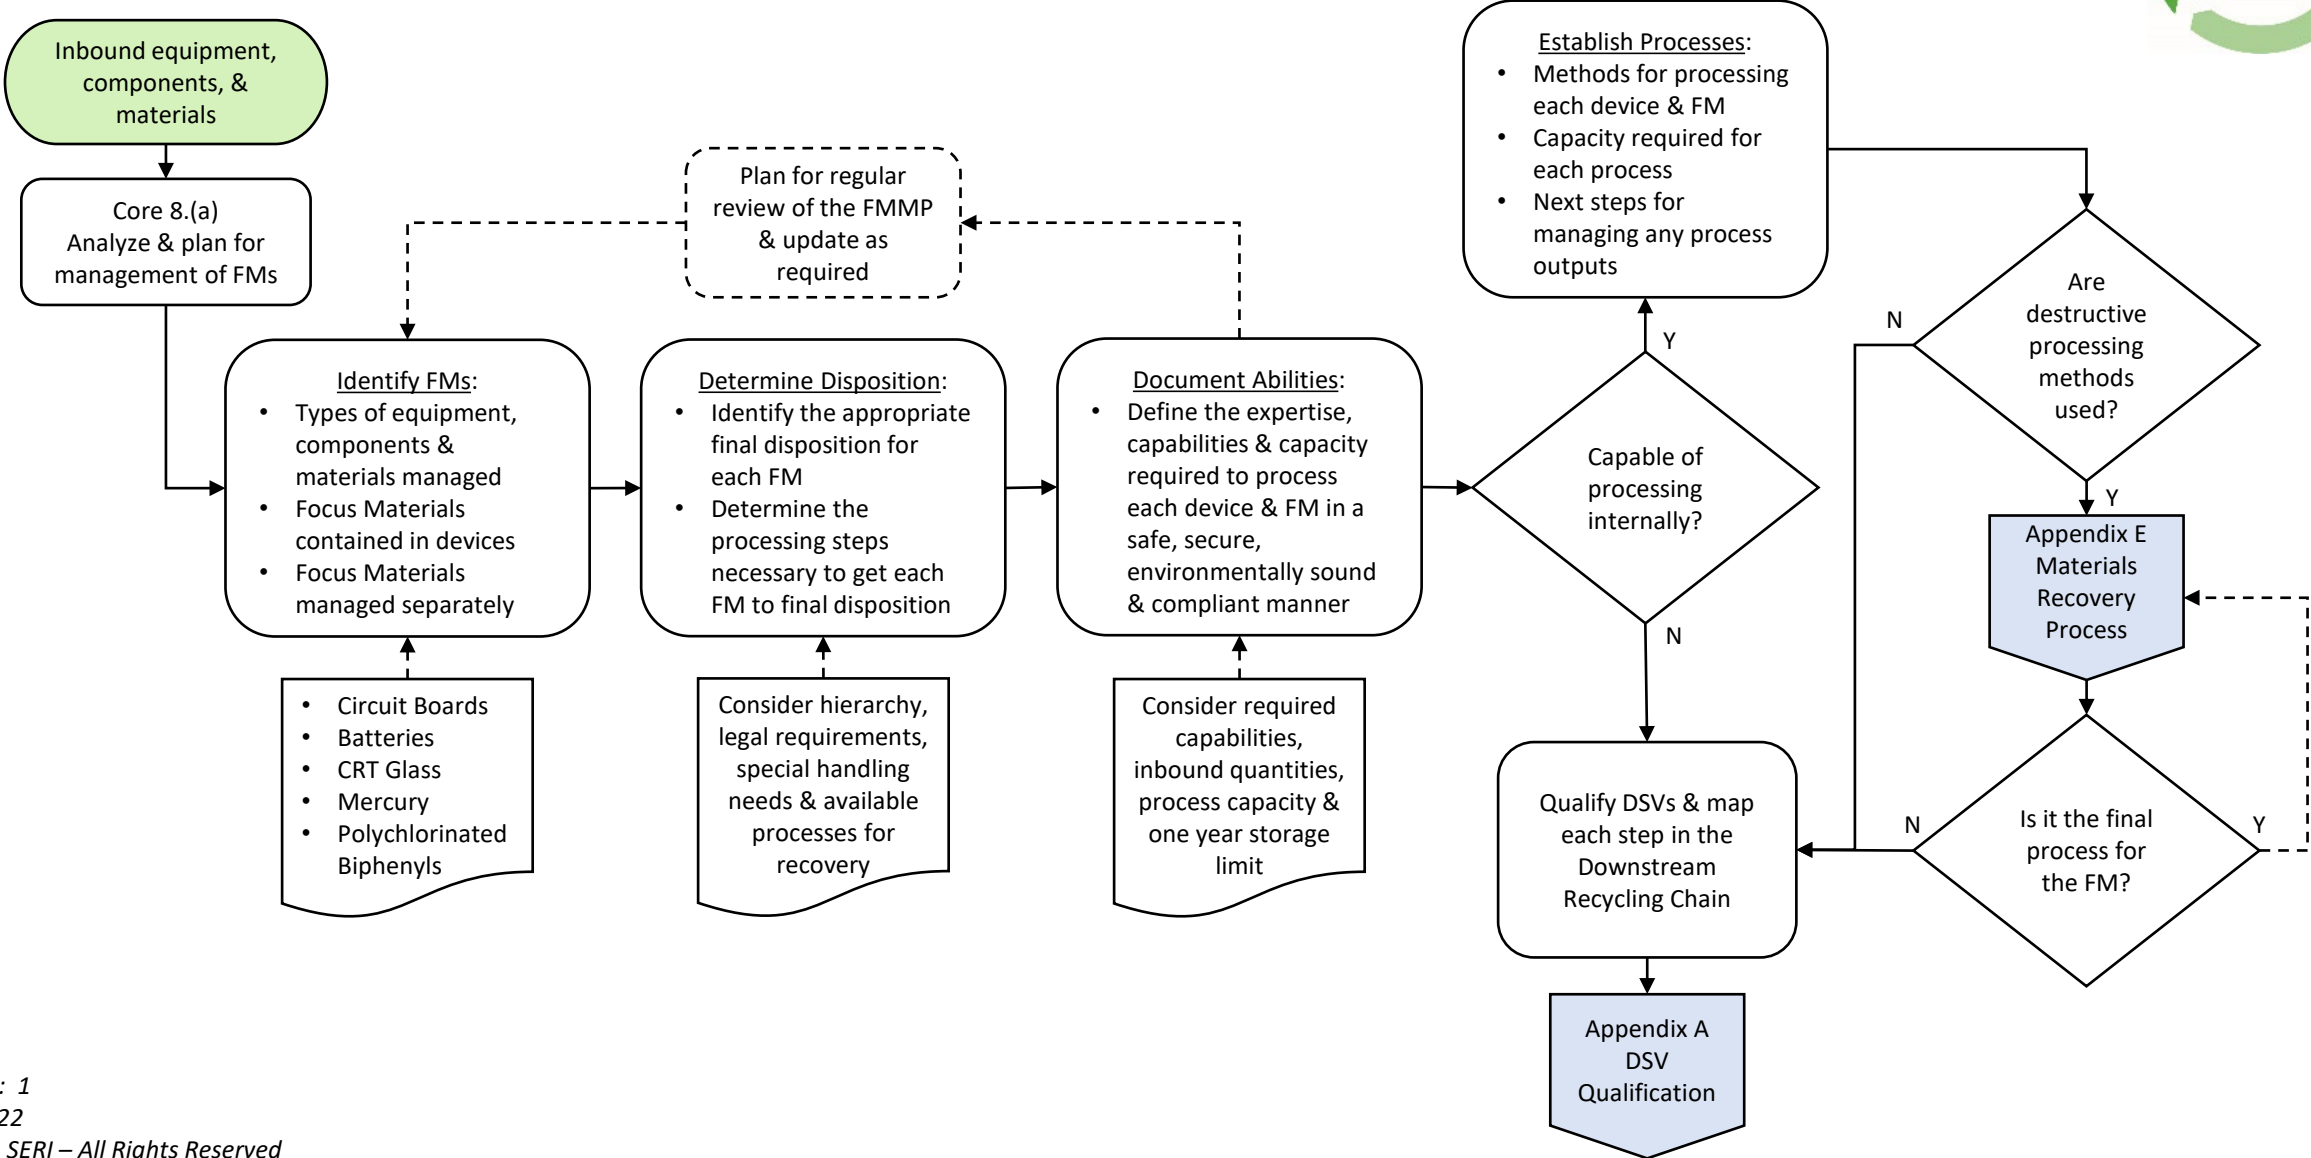 Inbound equipment,
components, &
materials
Core 8.(a)
Analyze & plan for
management of FMs
Plan for regular
review of the FMMP
& update as
required
Identify FMs:
• Types of equipment,
components &
materials managed
• Focus Materials
contained in devices
• Focus Materials
managed separately
• Circuit Boards
• Batteries
• CRT Glass
• Mercury
• Polychlorinated
Biphenyls
Determine Disposition:
• Identify the appropriate
final disposition for
each FM
• Determine the
processing steps
necessary to get each
FM to final disposition
Consider hierarchy,
legal requirements,
special handling
needs & available
processes for
recovery
Document Abilities:
• Define the expertise,
capabilities & capacity
required to process
each device & FM in a
safe, secure,
environmentally sound
& compliant manner
Consider required
capabilities,
inbound quantities,
process capacity &
one year storage
limit
Capable of
processing
internally?
Y
N
Establish Processes:
• Methods for processing
each device & FM
• Capacity required for
each process
• Next steps for
managing any process
outputs
Are
destructive
processing
methods
used?
N
Y
Appendix E
Materials
Recovery
Process
Is it the final
process for
the FM?
N
Y
Qualify DSVs & map
each step in the
Downstream
Recycling Chain
Appendix A
DSV
Qualification
: 1
22
SERI – All Rights Reserved